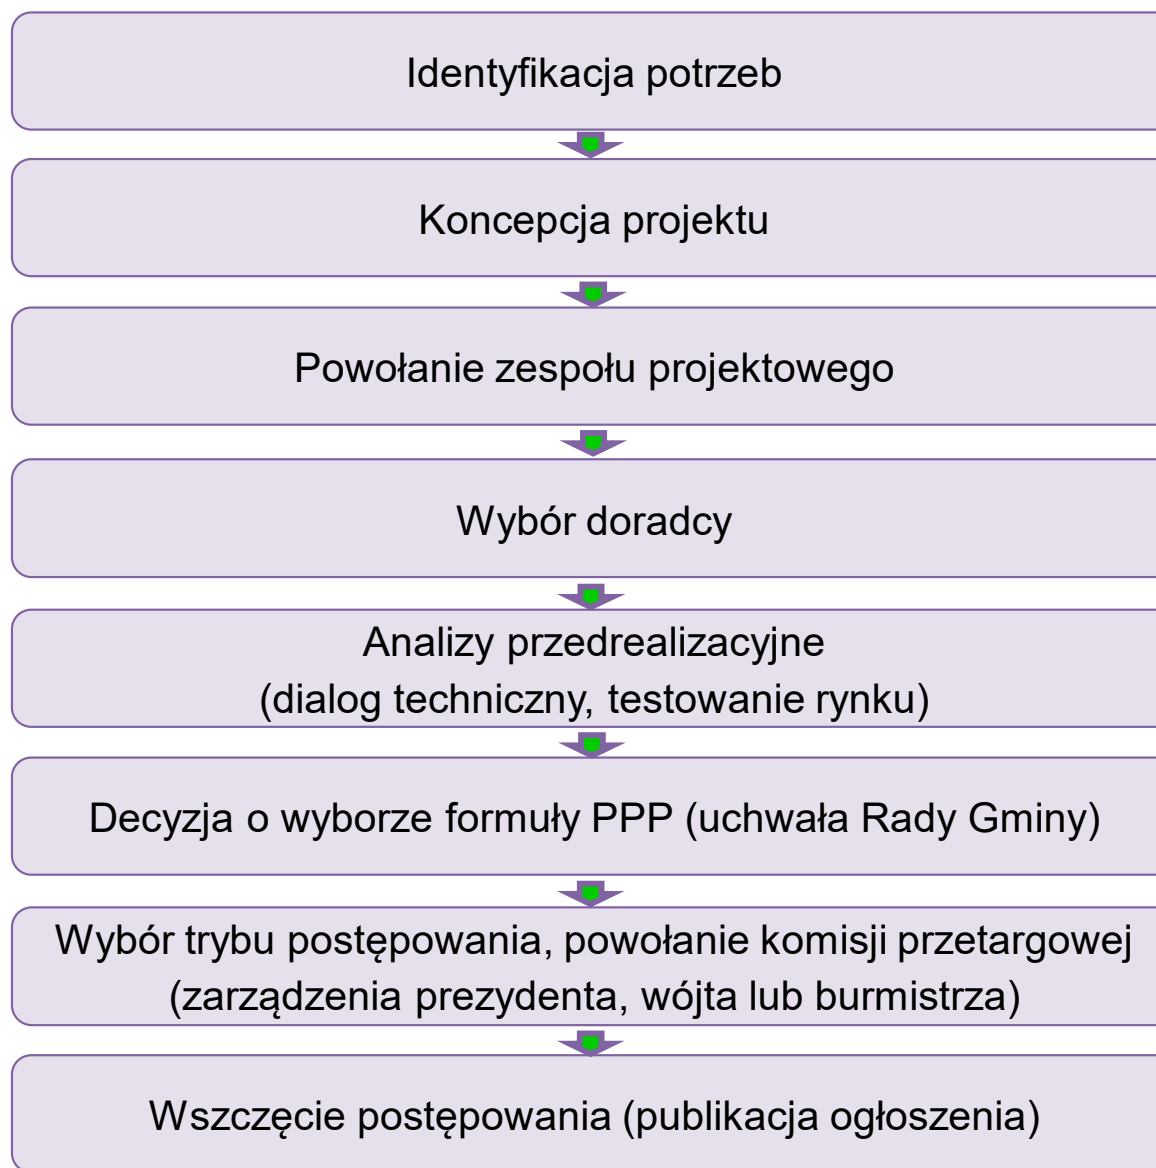 Identyfikacja potrzeb
Koncepcja projektu
Powołanie zespołu projektowego
Wybór doradcy
Analizy przedrealizacyjne
(dialog techniczny, testowanie rynku)
Decyzja o wyborze formuły PPP (uchwała Rady Gminy)
Wybór trybu postępowania, powołanie komisji przetargowej
(zarządzenia prezydenta, wójta lub burmistrza)
Wszczęcie postępowania (publikacja ogłoszenia)